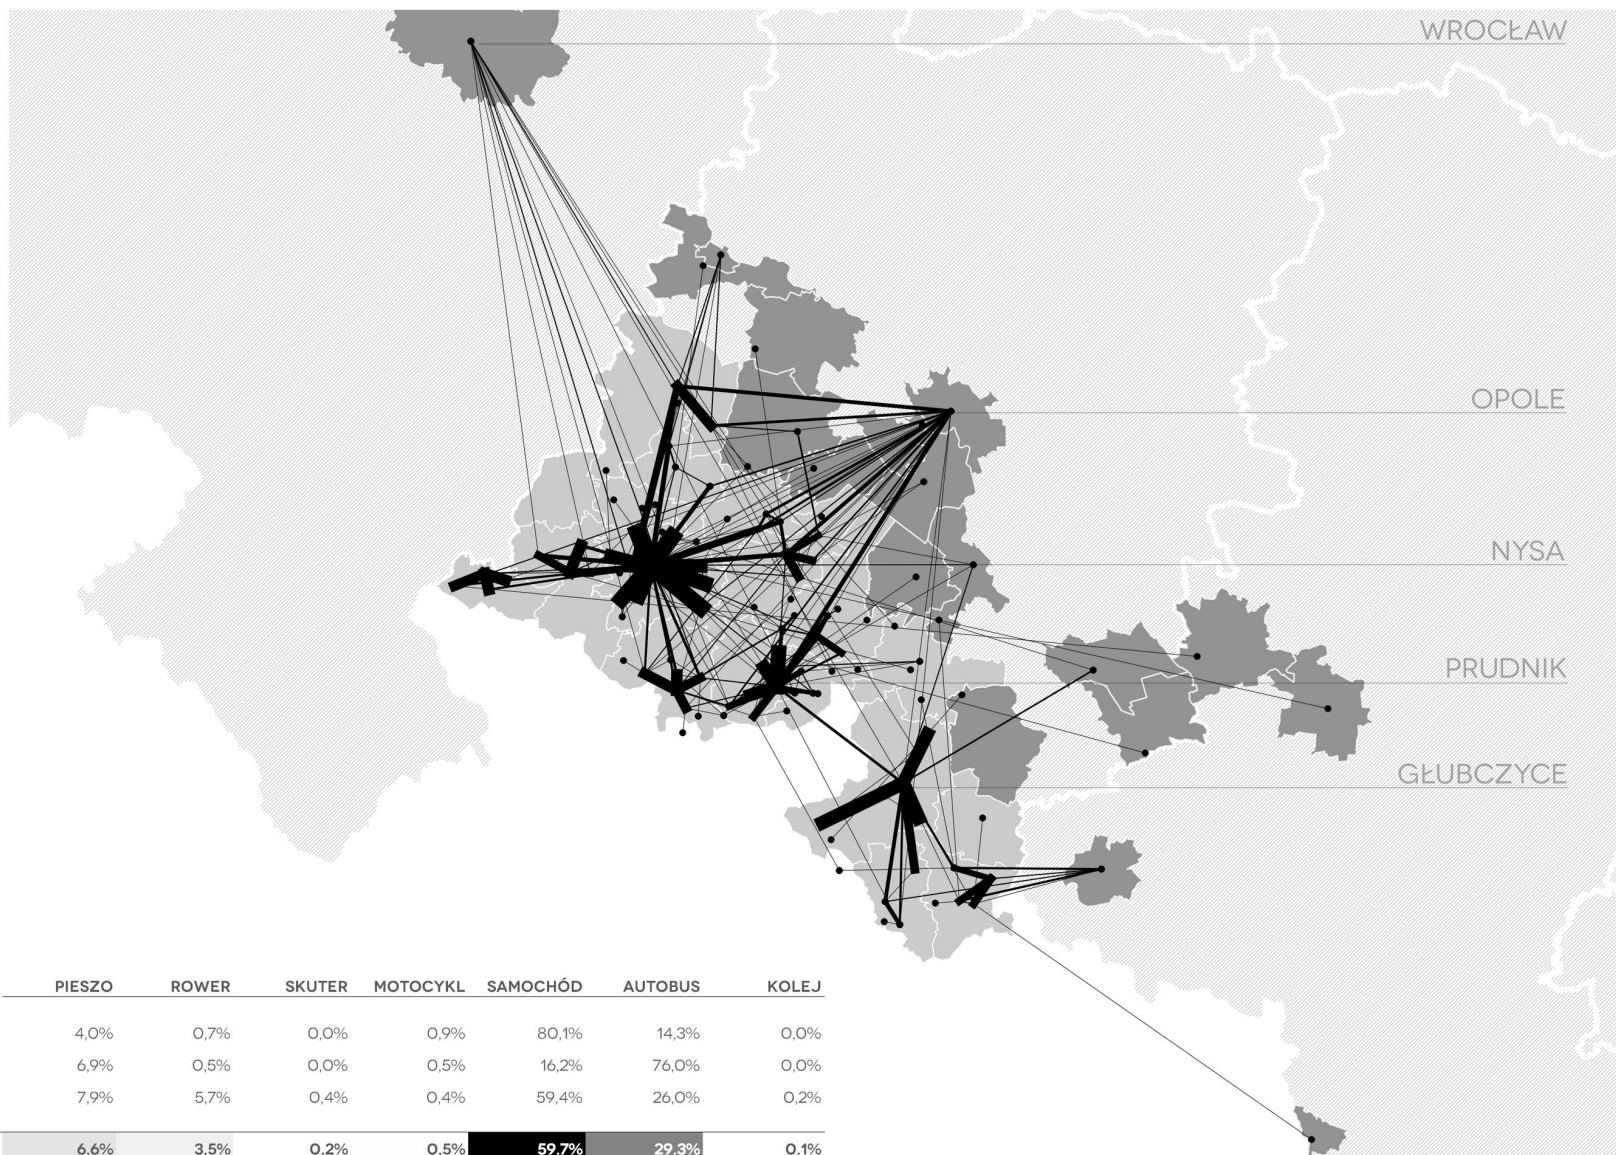 WROCŁAW
OPOLE
NYSA
PRUDNIK
GŁUBCZYCE
PIESZO ROWER SKUTER MOTOCYKL SAMOCHÓD AUTOBUS KOLEJ
4,0% 0,7% 0,0% 0,9% 80,1% 14,3% 0,0%
6,9% 0,5% 0,0% 0,5% 16,2% 76,0% 0,0%
7,9% 5,7% 0,4% 0,4% 59,4% 26,0% 0,2%
6,6% 3,5% 0,2% 0,5% 59,7% 29,3% 0,1%